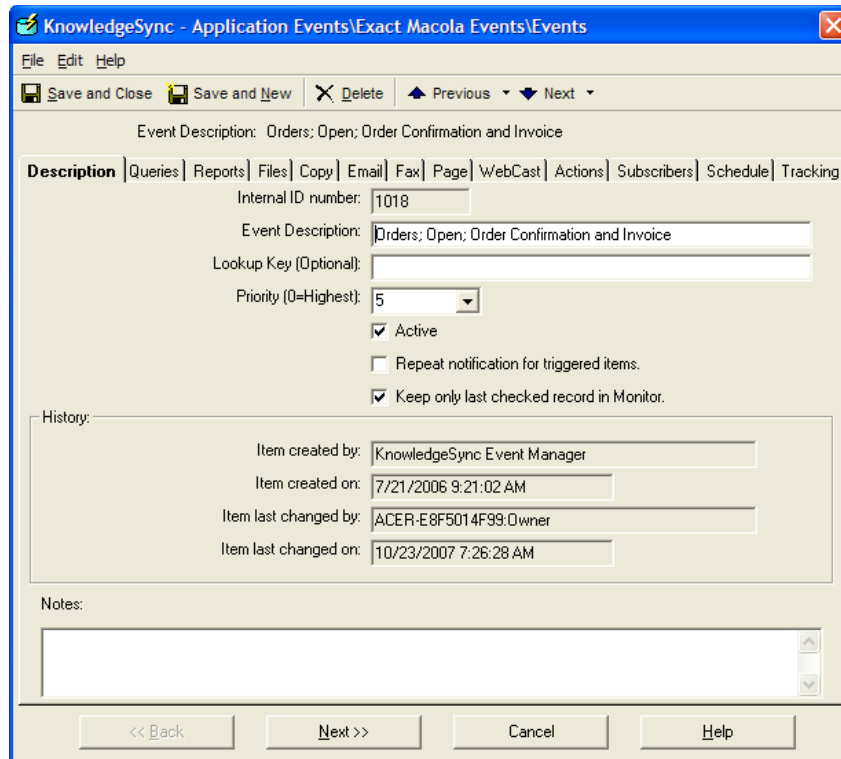 KnowledgeSync - Application Events\Exact Macola Events\Events
File Edit Help
Save and Close Save and New Delete Previous Next
Event Description: Orders; Open; Order Confirmation and Invoice
Description Queries Reports Files Copy Email Fax Page WebCast Actions Subscribers Schedule Tracking
Internal ID number: 1018
Event Description: Orders; Open; Order Confirmation and Invoice
Lookup Key (Optional):
Priority (0=Highest): 5
Active
Repeat notification for triggered items.
Keep only last checked record in Monitor.
History:
Item created by: KnowledgeSync Event Manager
Item created on: 7/21/2006 9:21:02 AM
Item last changed by: ACER-E8F5014F99:Owner
Item last changed on: 10/23/2007 7:26:28 AM
Notes:
<< Back Next >> Cancel Help